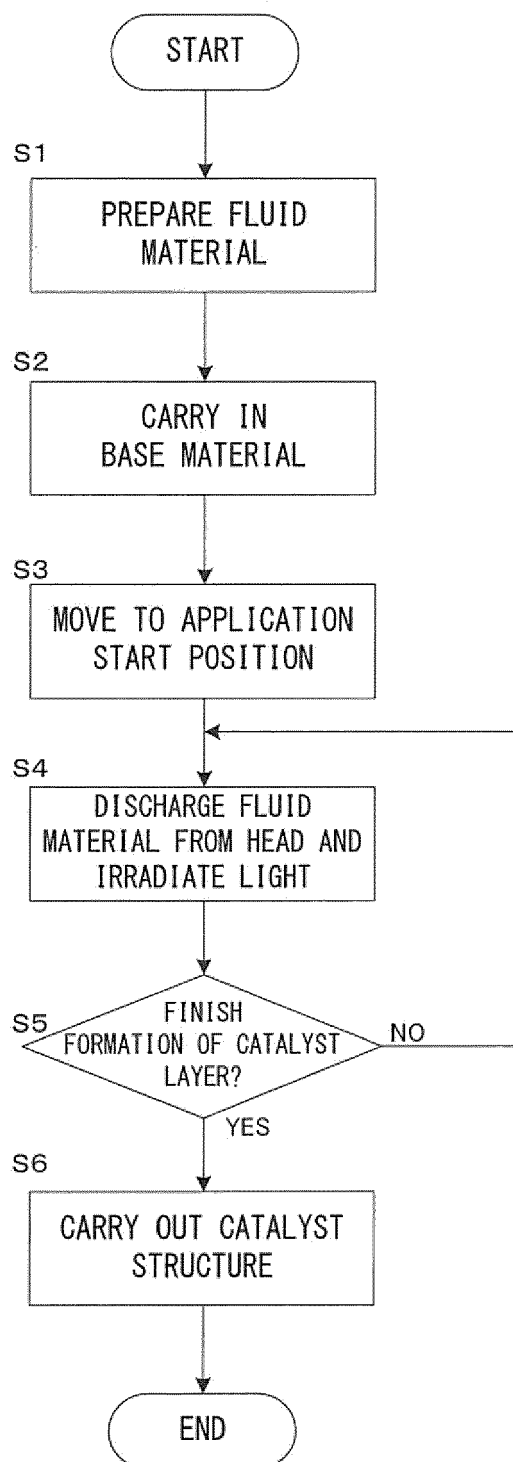 START
S1
PREPARE FLUID
MATERIAL
S2
CARRY IN
BASE MATERIAL
S3
MOVE TO APPLICATION
START POSITION
S4
DISCHARGE FLUID
MATERIAL FROM HEAD AND
IRRADIATE LIGHT
S5
FINISH
FORMATION OF CATALYST
LAYER?
NO
YES
S6
CARRY OUT CATALYST
STRUCTURE
END